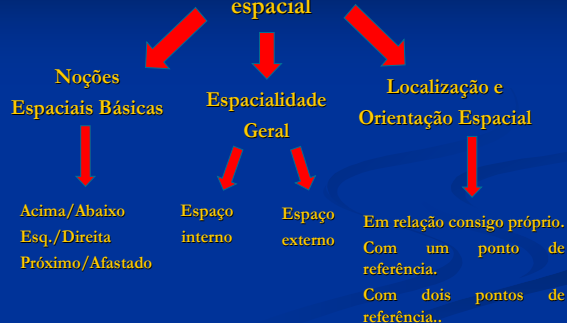 espacial
Noções
Espaciais Básicas
Espacialidade
Geral
Localização e
Orientação Espacial
Acima/Abaixo
Esq./Direita
Próximo/Afastado
Espaço
interno
Espaço
externo
Em relação consigo próprio.
Com um ponto de
referência.
Com dois pontos de
referência..